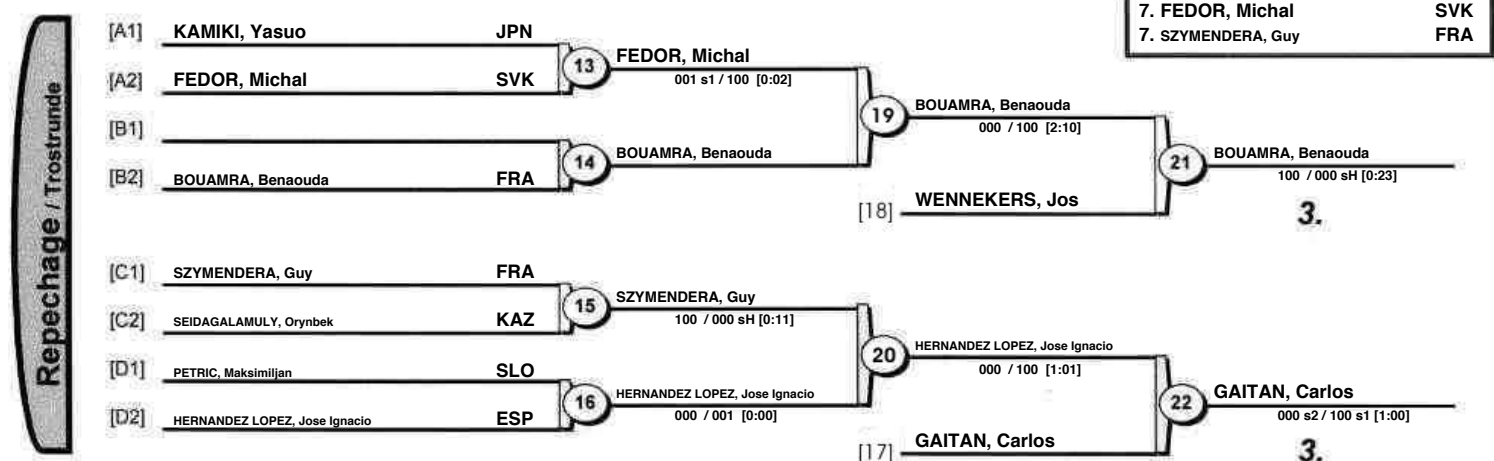 7. FEDOR, Michal SVK
7. SZYMENDERA, Guy FRA
Repechage / Trostrunde
[A1] KAMIKI, Yasuo JPN
13
FEDOR, Michal
001 s1 / 100 [0:02]
[A2] FEDOR, Michal SVK
19
BOUAMRA, Benaouda
000 / 100 [2:10]
[B1]
14
BOUAMRA, Benaouda
[B2] BOUAMRA, Benaouda FRA
21
BOUAMRA, Benaouda
100 / 000 sH [0:23]
[18] WENNEKERS, Jos
3.
[C1] SZYMENDERA, Guy FRA
15
SZYMENDERA, Guy
100 / 000 sH [0:11]
[C2] SEIDAGALAMULY, Orynbek KAZ
20
HERNANDEZ LOPEZ, Jose Ignacio
000 / 100 [1:01]
[D1] PETRIC, Maksimiljan SLO
16
HERNANDEZ LOPEZ, Jose Ignacio
000 / 001 [0:00]
[D2] HERNANDEZ LOPEZ, Jose Ignacio ESP
22
GAITAN, Carlos
000 s2 / 100 s1 [1:00]
[17] GAITAN, Carlos
3.